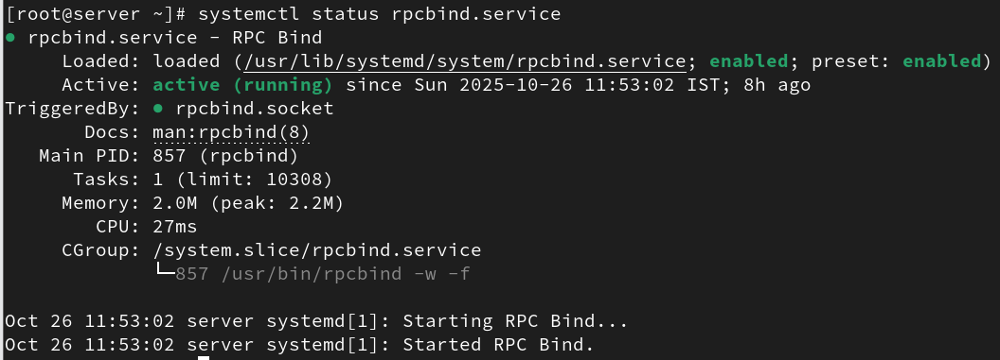 [root@server ~]# systemctl status rpcbind.service
● rpcbind.service - RPC Bind
     Loaded: loaded (/usr/lib/systemd/system/rpcbind.service; enabled; preset: enabled)
     Active: active (running) since Sun 2025-10-26 11:53:02 IST; 8h ago
TriggeredBy: ● rpcbind.socket
       Docs: man:rpcbind(8)
   Main PID: 857 (rpcbind)
      Tasks: 1 (limit: 10308)
     Memory: 2.0M (peak: 2.2M)
        CPU: 27ms
     CGroup: /system.slice/rpcbind.service
             └─857 /usr/bin/rpcbind -w -f
Oct 26 11:53:02 server systemd[1]: Starting RPC Bind...
Oct 26 11:53:02 server systemd[1]: Started RPC Bind.